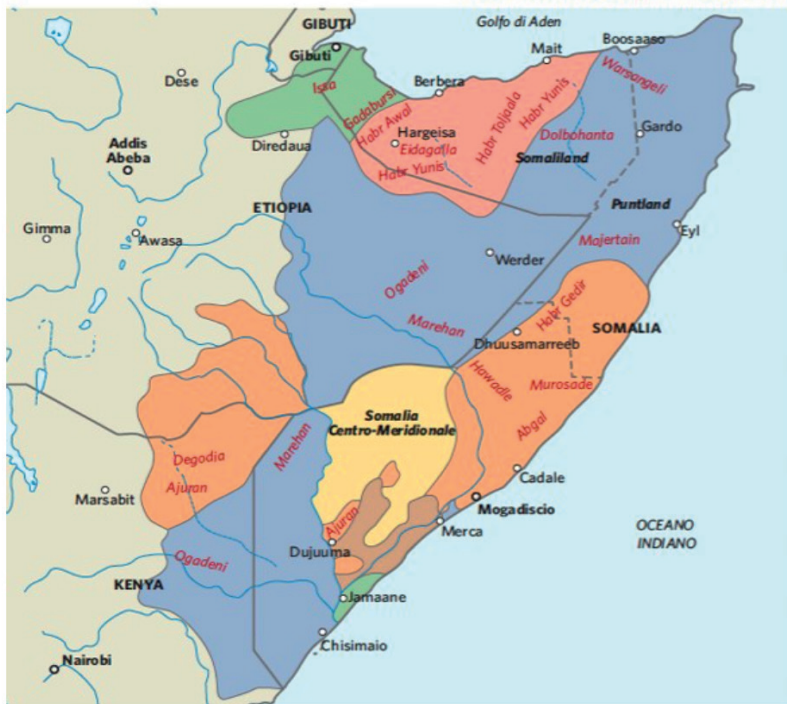 Golfo di Aden
GIBUTI
Boosaaso
Gibuti
Mait
Dese
Berbera
Warsangeli
Issa
Gadabursi
Habr Awal
Habr Toljaala
Habr Yunis
Hargeisa
Diredaua
Eidagalla
Dolbohanta
Gardo
Addis
Abeba
Habr Yunis
Somaliland
ETIOPIA
Puntland
Gimma
Awasa
Eyl
Majertain
Werder
Ogadeni
Habr Gedir
Marehan
SOMALIA
Dhuusamarreeb
Hawadle
Murosade
Somalia
Centro-Meridionale
Abgal
Marehan
Degodia
Ajuran
Cadale
Marsabit
Mogadiscio
Ajuran
Merca
OCEANO
INDIANO
Dujuuma
Ogadeni
KENYA
Jamaane
Chisimaio
Nairobi